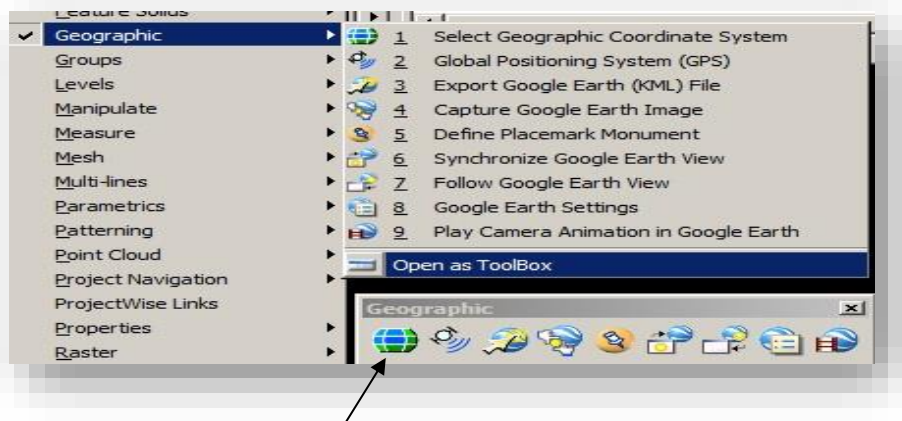 Feature Solids
Geographic
Groups
Levels
Manipulate
Measure
Mesh
Multi-lines
Parametrics
Patterning
Point Cloud
Project Navigation
ProjectWise Links
Properties
Raster
1 Select Geographic Coordinate System
2 Global Positioning System (GPS)
3 Export Google Earth (KML) File
4 Capture Google Earth Image
5 Define Placemark Monument
6 Synchronize Google Earth View
7 Follow Google Earth View
8 Google Earth Settings
9 Play Camera Animation in Google Earth
Open as ToolBox
Geographic